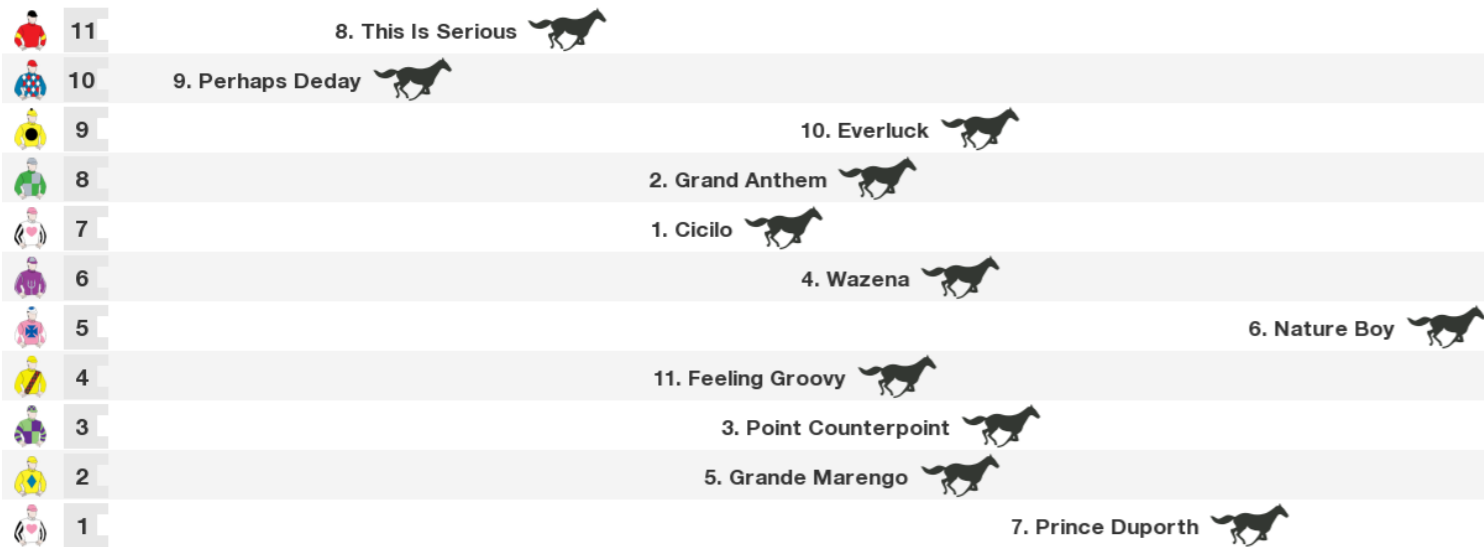 11 8. This Is Serious
10 9. Perhaps Deday
9 10. Everluck
8 2. Grand Anthem
7 1. Cicilo
6 4. Wazena
5 6. Nature Boy
4 11. Feeling Groovy
3 3. Point Counterpoint
2 5. Grande Marengo
1 7. Prince Duporth